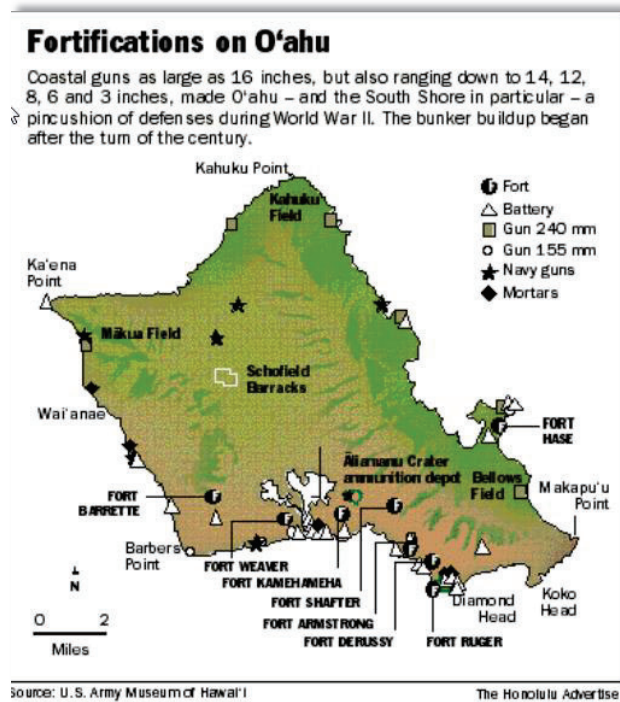 Fortifications on O‘ahu
Coastal guns as large as 16 inches, but also ranging down to 14, 12,
8, 6 and 3 inches, made O‘ahu – and the South Shore in particular – a
pincushion of defenses during World War II. The bunker buildup began
after the turn of the century.
Kahuku Point
Kahuku
Field
Fort
Battery
Gun 240 mm
Gun 155 mm
Navy guns
Mortars
Ka‘ena
Point
Mākua Field
Schofield
Barracks
Wai‘anae
FORT
HASE
Āliamanu Crater
ammunition depot
Bellows
Field
Makapu‘u
Point
FORT
BARRETTE
Barbers
Point
FORT WEAVER
FORT KAMEHAMEHA
FORT SHAFTER
FORT ARMSTRONG
FORT DERUSSY
FORT RUGER
Diamond
Head
Koko
Head
N
0 2
Miles
Source: U.S. Army Museum of Hawai‘i
The Honolulu Advertise